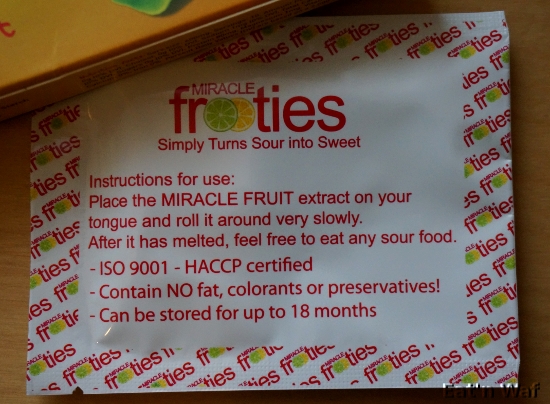 MIRACLE
frooties
Simply Turns Sour into Sweet
Instructions for use:
Place the MIRACLE FRUIT extract on your
tongue and roll it around very slowly.
After it has melted, feel free to eat any sour food.
- ISO 9001 - HACCP certified
- Contain NO fat, colorants or preservatives!
- Can be stored for up to 18 months
Eat'n Waf